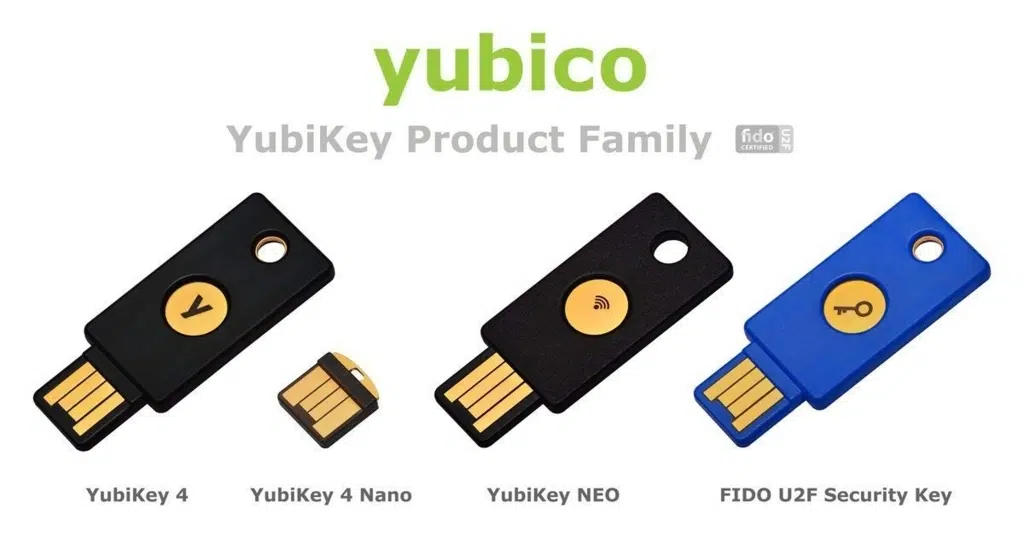 yubico
YubiKey Product Family
fido
CERTIFIED
U2F
Y
YubiKey 4
YubiKey 4 Nano
YubiKey NEO
FIDO U2F Security Key